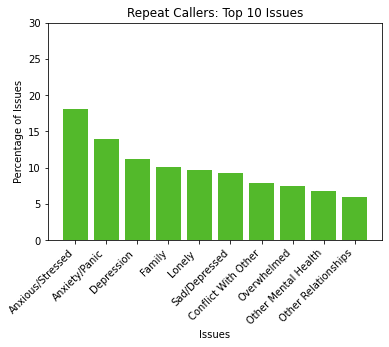 Repeat Callers: Top 10 Issues
30
25
20
15
10
5
0
Percentage of Issues
Anxious/Stressed
Anxiety/Panic
Depression
Family
Lonely
Sad/Depressed
Conflict With Other
Overwhelmed
Other Mental Health
Other Relationships
Issues